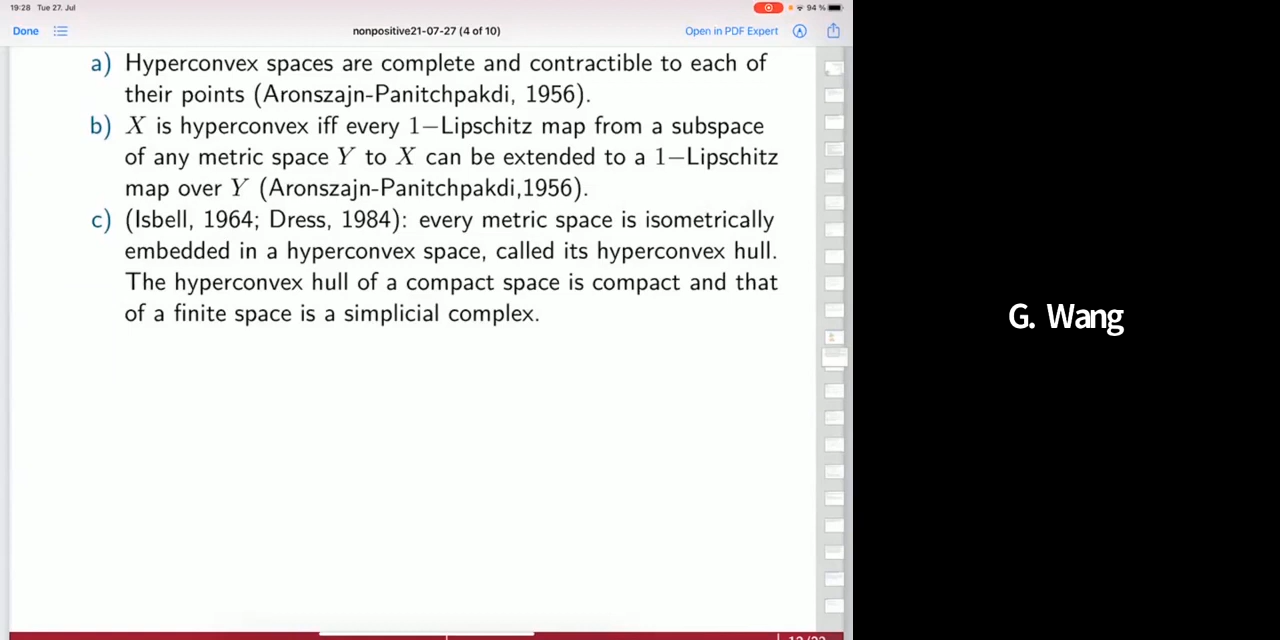 19:28 Tue 27. Jul
94 %
Done
nonpositive21-07-27 (4 of 10)
Open in PDF Expert
a) Hyperconvex spaces are complete and contractible to each of
their points (Aronszajn-Panitchpakdi, 1956).
b) X is hyperconvex iff every 1−Lipschitz map from a subspace
of any metric space Y to X can be extended to a 1−Lipschitz
map over Y (Aronszajn-Panitchpakdi,1956).
c) (Isbell, 1964; Dress, 1984): every metric space is isometrically
embedded in a hyperconvex space, called its hyperconvex hull.
The hyperconvex hull of a compact space is compact and that
of a finite space is a simplicial complex.
G. Wang